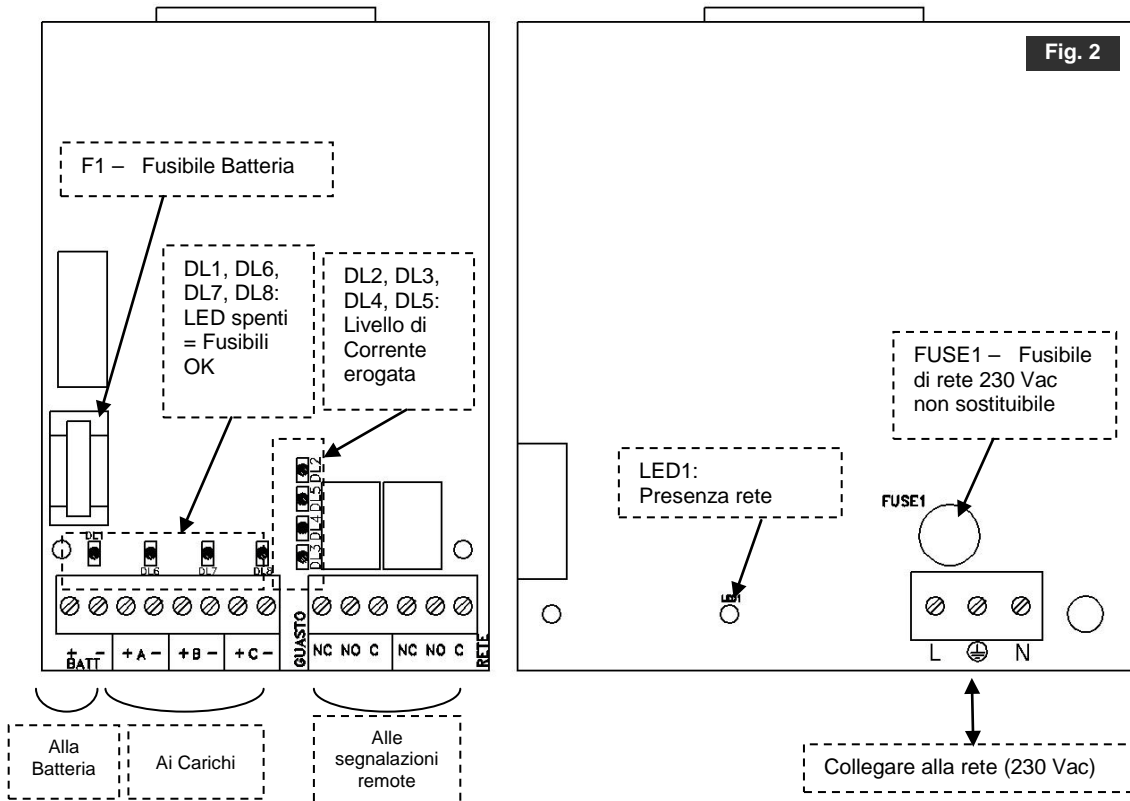 Fig. 2
F1 – Fusibile Batteria
DL1, DL6,
DL7, DL8:
LED spenti
= Fusibili
OK
DL2, DL3,
DL4, DL5:
Livello di
Corrente
erogata
FUSE1 – Fusibile
di rete 230 Vac
non sostituibile
LED1:
Presenza rete
FUSE1
DL2
DL5
DL4
DL3
DL1
DL6
DL7
DL8
+ - BATT
+ A -
+ B -
+ C -
GUASTO
NC NO C
NC NO C
RETE
L N
Alla
Batteria
Ai Carichi
Alle
segnalazioni
remote
Collegare alla rete (230 Vac)